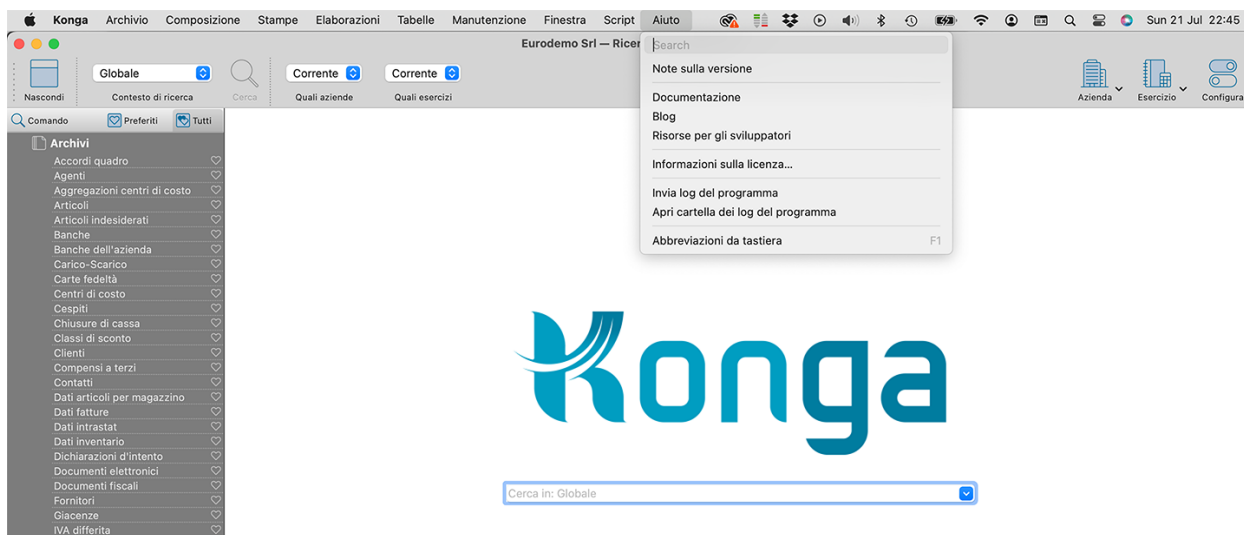 Konga Archivio Composizione Stampe Elaborazioni Tabelle Manutenzione Finestra Script Aiuto Sun 21 Jul 22:45
Eurodemo Srl — Ricer
Search
Note sulla versione
Documentazione
Blog
Risorse per gli sviluppatori
Informazioni sulla licenza...
Invia log del programma
Apri cartella dei log del programma
Abbreviazioni da tastiera F1
Globale Corrente Corrente
Nascondi Contesto di ricerca Cerca Quali aziende Quali esercizi Azienda Esercizio Configura
Comando Preferiti Tutti
Archivi
Accordi quadro
Agenti
Aggregazioni centri di costo
Articoli
Articoli indesiderati
Banche
Banche dell'azienda
Carico-Scarico
Carte fedeltà
Centri di costo
Cespiti
Chiusure di cassa
Classi di sconto
Clienti
Compensi a terzi
Contatti
Dati articoli per magazzino
Dati fatture
Dati intrastat
Dati inventario
Dichiarazioni d'intento
Documenti elettronici
Documenti fiscali
Fornitori
Giacenze
IVA differita
Konga
Cerca in: Globale